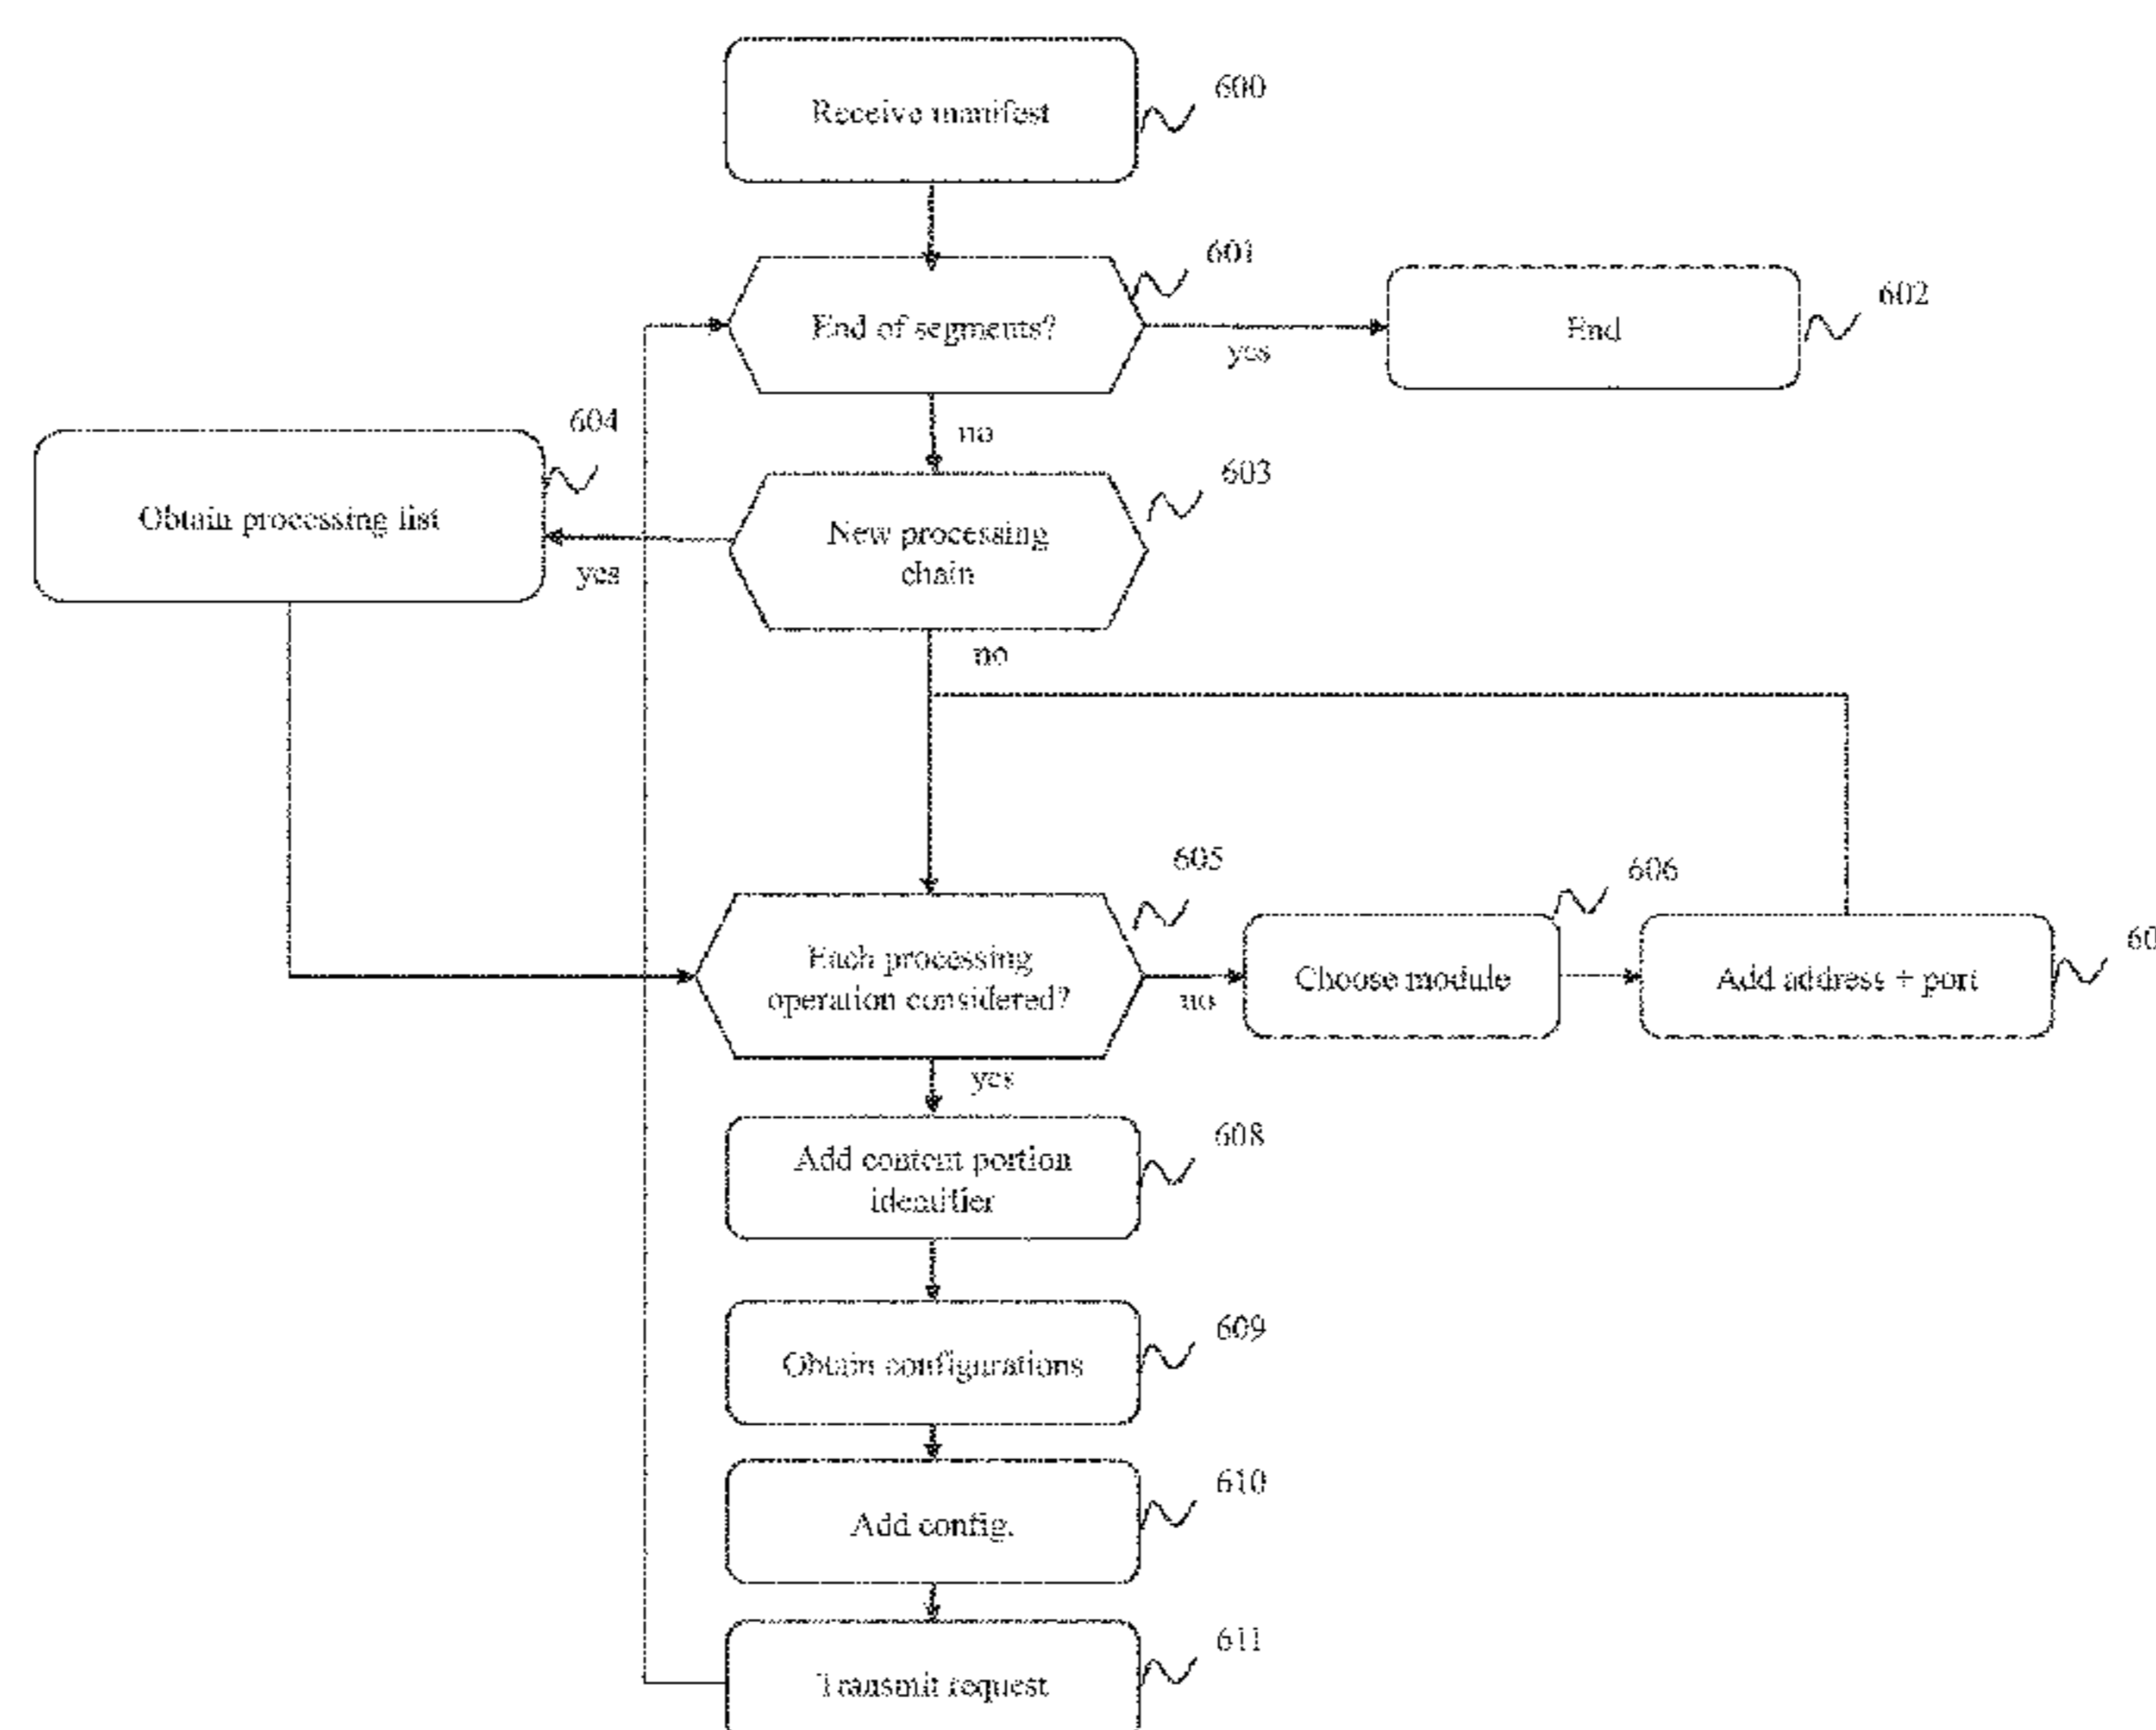 Receive manifest
600
End of segments?
601
yes
End
602
no
604
Obtain processing list
yes
New processing
chain
603
no
605
Each processing
operation considered?
no
606
Choose module
Add address + port
60
yes
608
Add content portion
identifier
609
Obtain configurations
610
Add config.
611
Transmit request